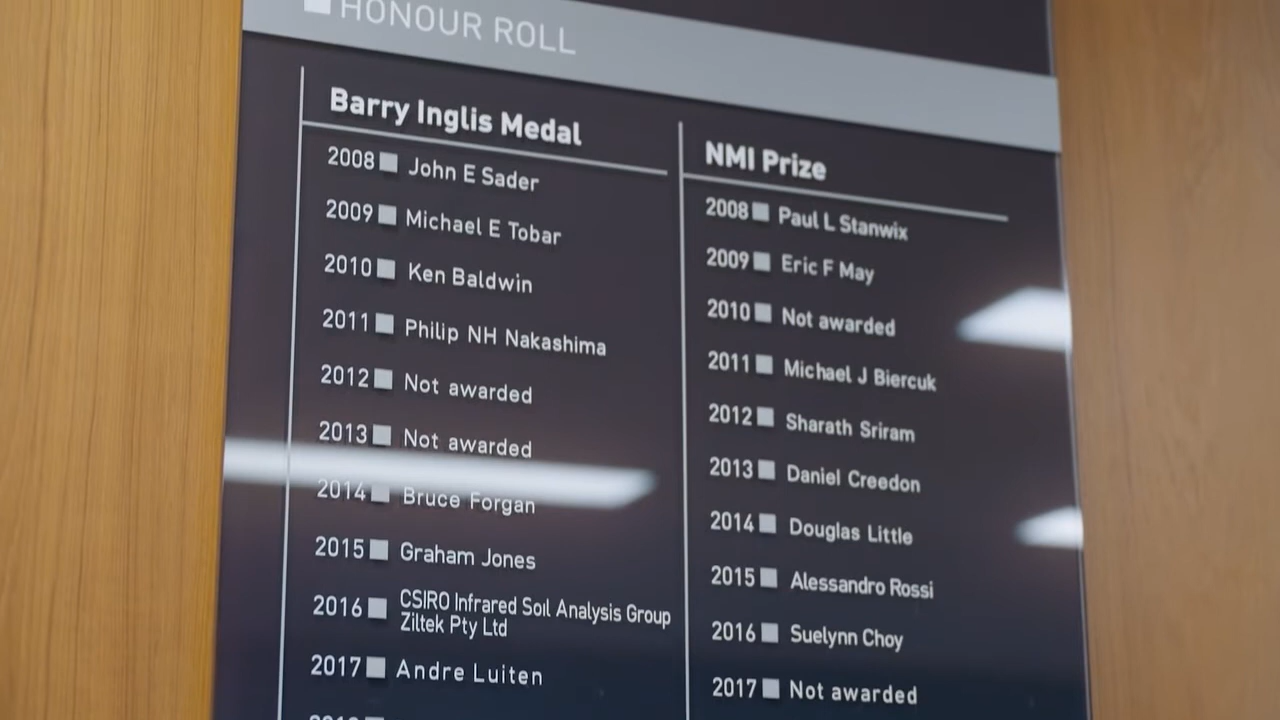 HONOUR ROLL
Barry Inglis Medal
2008 John E Sader
2009 Michael E Tobar
2010 Ken Baldwin
2011 Philip NH Nakashima
2012 Not awarded
2013 Not awarded
2014 Bruce Forgan
2015 Graham Jones
2016 CSIRO Infrared Soil Analysis Group
Ziltek Pty Ltd
2017 Andre Luiten
NMI Prize
2008 Paul L Stanwix
2009 Eric F May
2010 Not awarded
2011 Michael J Biercuk
2012 Sharath Sriram
2013 Daniel Creedon
2014 Douglas Little
2015 Alessandro Rossi
2016 Suelynn Choy
2017 Not awarded